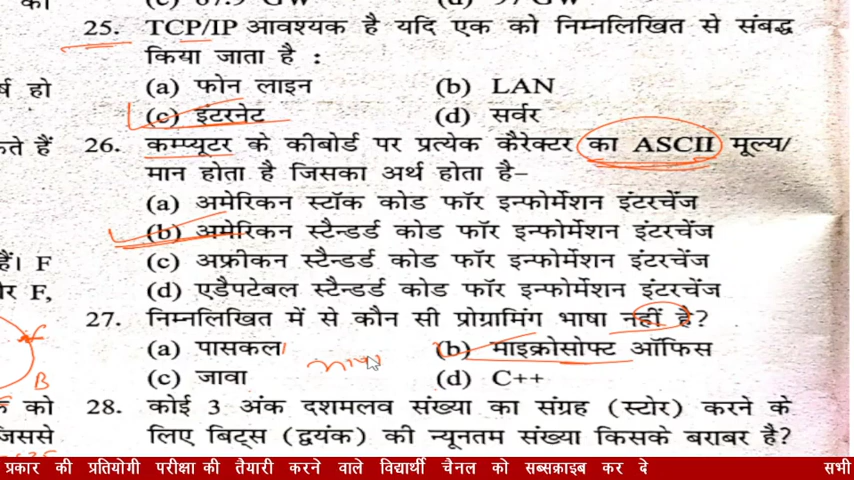 25. TCP/IP आवश्यक है यदि एक को निम्नलिखित से संबद्ध
किया जाता है :
(a) फोन लाइन (b) LAN
(c) इंटरनेट (d) सर्वर
26. कम्प्यूटर के कीबोर्ड पर प्रत्येक कैरेक्टर का ASCII मूल्य/
मान होता है जिसका अर्थ होता है–
(a) अमेरिकन स्टॉक कोड फॉर इन्फोर्मेशन इंटरचेंज
(b) अमेरिकन स्टैन्डर्ड कोड फॉर इन्फोर्मेशन इंटरचेंज
(c) अफ्रीकन स्टैन्डर्ड कोड फॉर इन्फोर्मेशन इंटरचेंज
(d) एडैपटेबल स्टैन्डर्ड कोड फॉर इन्फोर्मेशन इंटरचेंज
27. निम्नलिखित में से कौन सी प्रोग्रामिंग भाषा नहीं है?
(a) पासकल (b) माइक्रोसोफ्ट ऑफिस
(c) जावा (d) C++
28. कोई 3 अंक दशमलव संख्या का संग्रह (स्टोर) करने के
लिए बिट्स (द्वयंक) की न्यूनतम संख्या किसके बराबर है?
हो
हैं
हैं। F
F,
B
को
जिससे
प्रकार की प्रतियोगी परीक्षा की तैयारी करने वाले विद्यार्थी चैनल को सब्सक्राइब कर दे सभी